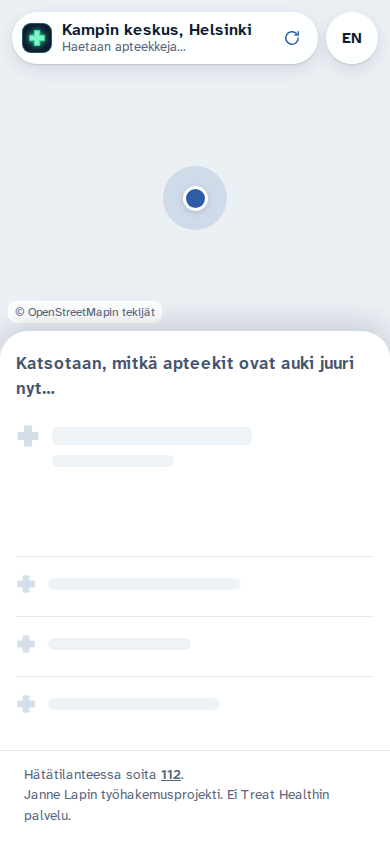 Kampin keskus, Helsinki
Haetaan apteekkeja...
EN
© OpenStreetMapin tekijät
Katsotaan, mitkä apteekit ovat auki juuri
nyt...
Hätätilanteessa soita 112.
Janne Lapin työhakemusprojekti. Ei Treat Healthin
palvelu.